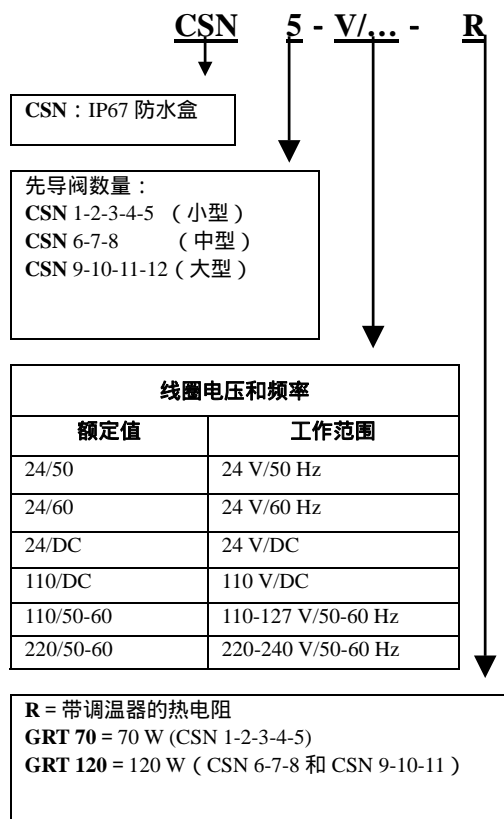 CSN 5 - V/... - R
CSN：IP67 防水盒
先导阀数量：
CSN 1-2-3-4-5 （小型）
CSN 6-7-8 （中型）
CSN 9-10-11-12（大型）
线圈电压和频率
额定值 工作范围
24/50 24 V/50 Hz
24/60 24 V/60 Hz
24/DC 24 V/DC
110/DC 110 V/DC
110/50-60 110-127 V/50-60 Hz
220/50-60 220-240 V/50-60 Hz
R = 带调温器的热电阻
GRT 70 = 70 W (CSN 1-2-3-4-5)
GRT 120 = 120 W（CSN 6-7-8 和 CSN 9-10-11）